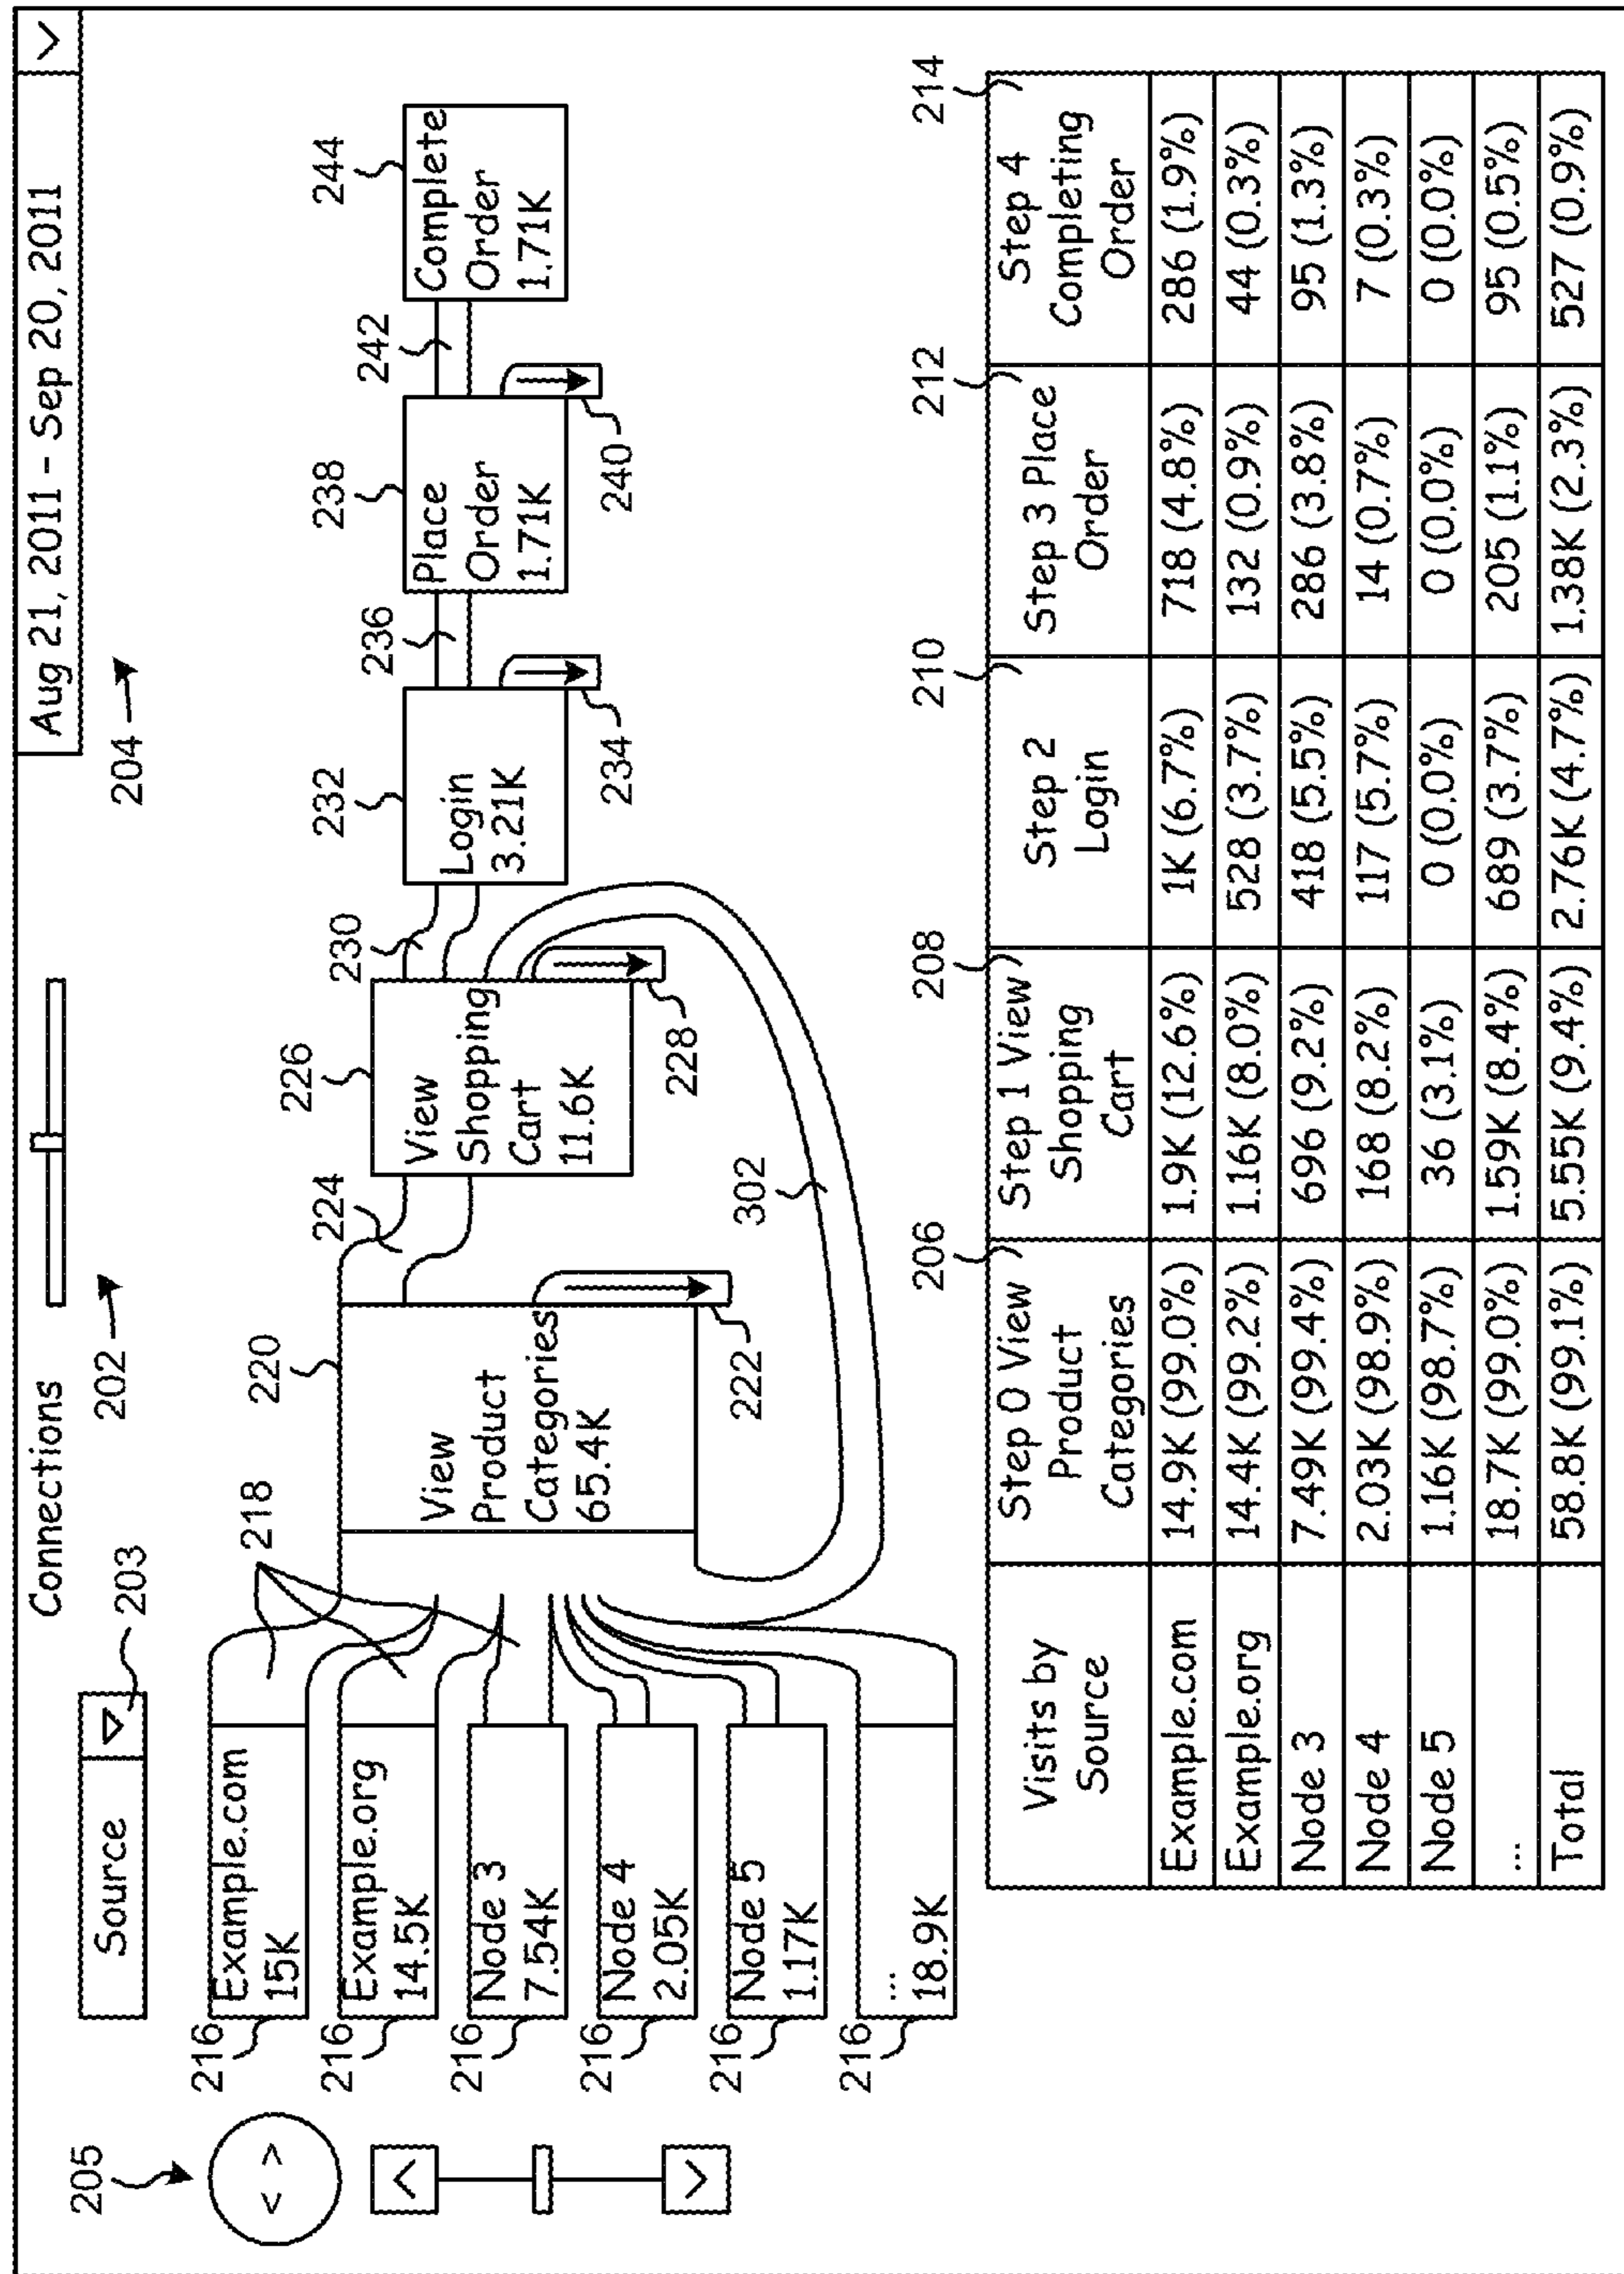 Connections
Aug 21, 2011 - Sep 20, 2011
Source
203
202
204
205
216
Example.com
15K
216
Example.org
14.5K
216
Node 3
7.54K
216
Node 4
2.05K
216
Node 5
1.17K
216
...
18.9K
218
220
View
Product
Categories
65.4K
222
224
226
View
Shopping
Cart
11.6K
228
302
230
232
Login
3.21K
234
236
238
Place
Order
1.71K
240
242
244
Complete
Order
1.71K
206
208
210
212
214
Visits by
Source
Step 0 View
Product
Categories
Step 1 View
Shopping
Cart
Step 2
Login
Step 3 Place
Order
Step 4
Completing
Order
Example.com 14.9K (99.0%) 1.9K (12.6%) 1K (6.7%) 718 (4.8%) 286 (1.9%)
Example.org 14.4K (99.2%) 1.16K (8.0%) 528 (3.7%) 132 (0.9%) 44 (0.3%)
Node 3 7.49K (99.4%) 696 (9.2%) 418 (5.5%) 286 (3.8%) 95 (1.3%)
Node 4 2.03K (98.9%) 168 (8.2%) 117 (5.7%) 14 (0.7%) 7 (0.3%)
Node 5 1.16K (98.7%) 36 (3.1%) 0 (0.0%) 0 (0.0%) 0 (0.0%)
... 18.7K (99.0%) 1.59K (8.4%) 689 (3.7%) 205 (1.1%) 95 (0.5%)
Total 58.8K (99.1%) 5.55K (9.4%) 2.76K (4.7%) 1.38K (2.3%) 527 (0.9%)